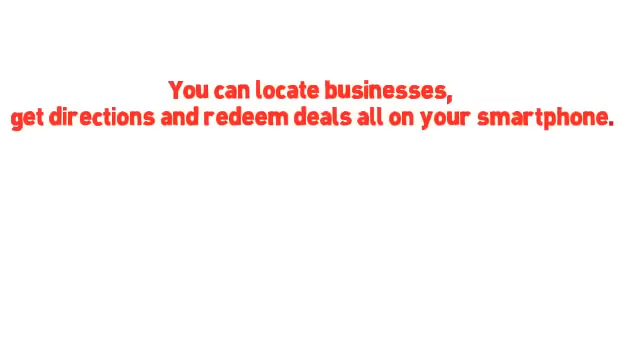 You can locate businesses,
get directions and redeem deals all on your smartphone.